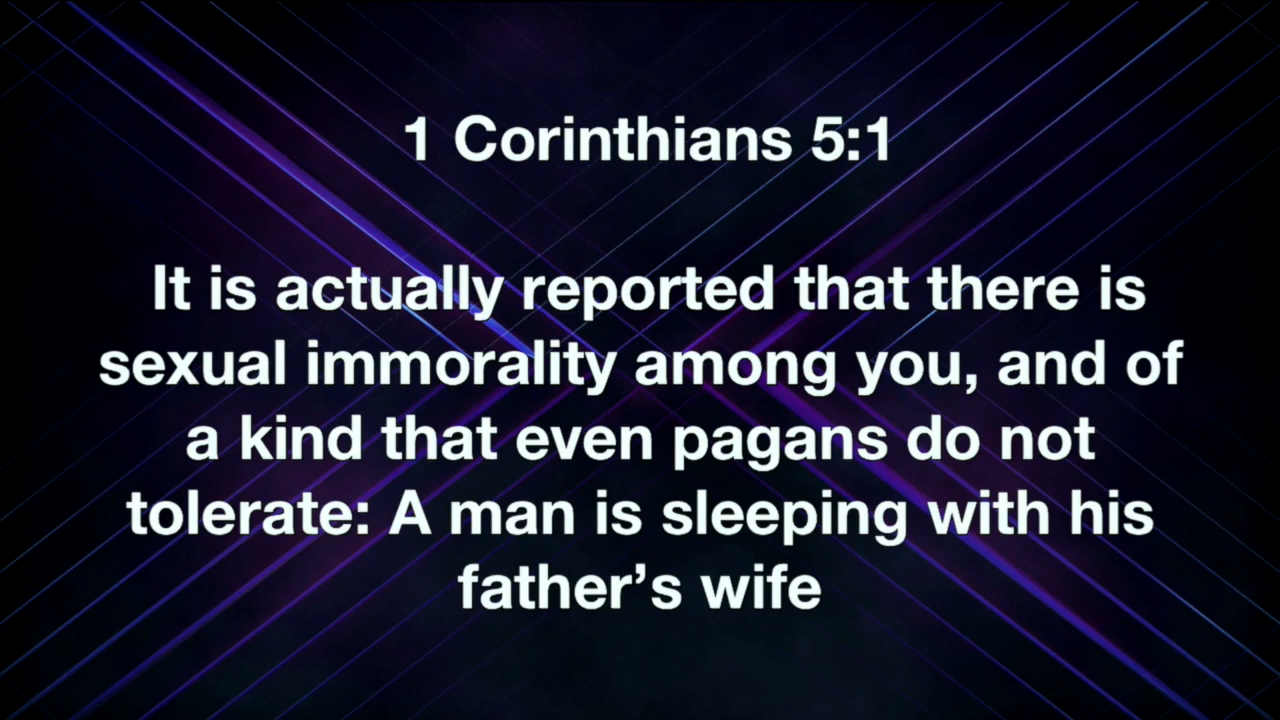 1 Corinthians 5:1
It is actually reported that there is
sexual immorality among you, and of
a kind that even pagans do not
tolerate: A man is sleeping with his
father’s wife